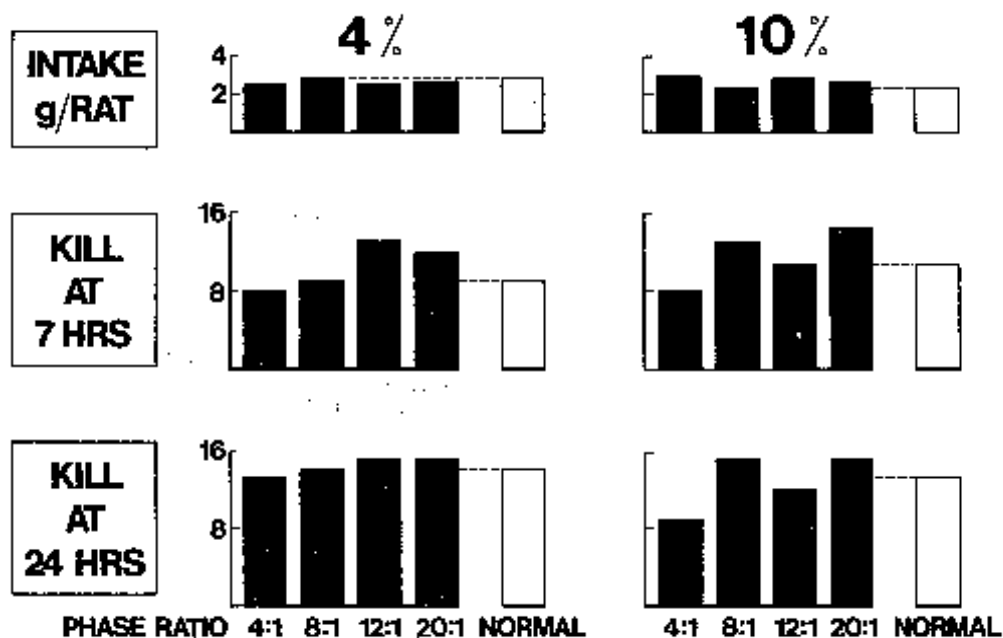 4% 10%
INTAKE
g/RAT
4
2
KILL
AT
7 HRS
16
8
KILL
AT
24 HRS
16
8
PHASE RATIO 4:1 8:1 12:1 20:1 NORMAL 4:1 8:1 12:1 20:1 NORMAL